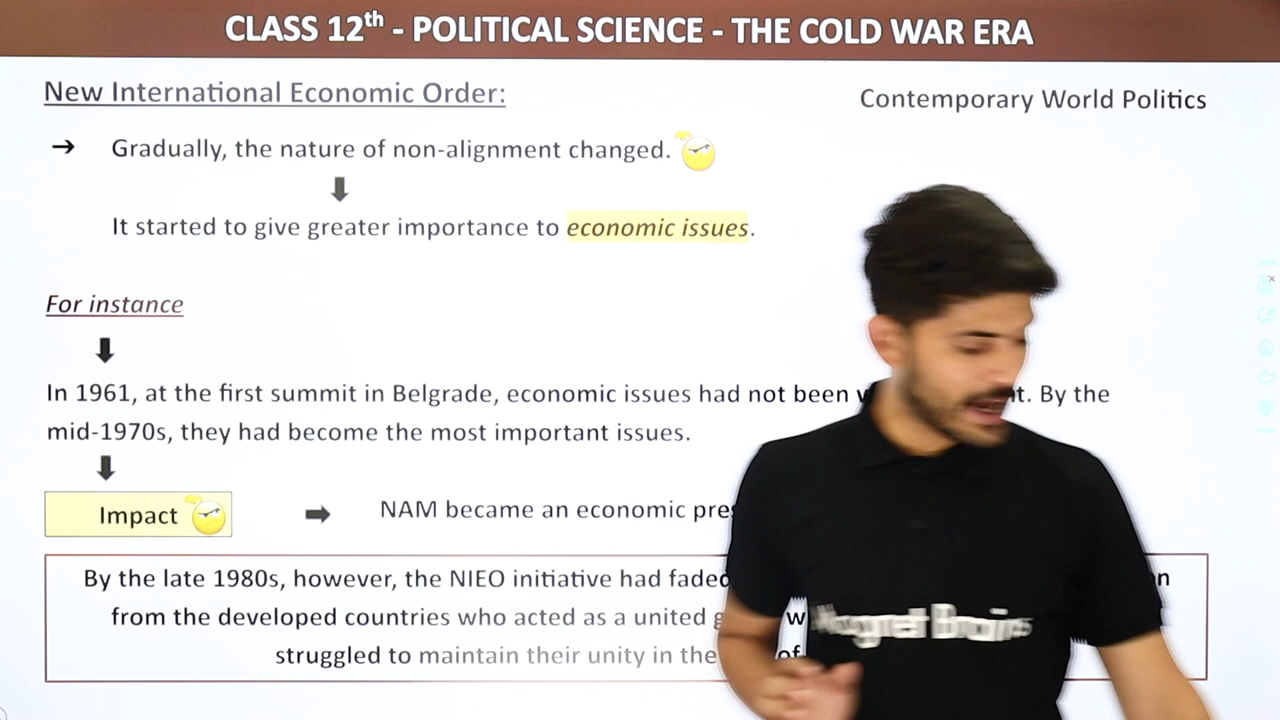 CLASS 12th - POLITICAL SCIENCE - THE COLD WAR ERA
New International Economic Order:
Contemporary World Politics
➔ Gradually, the nature of non-alignment changed.
It started to give greater importance to economic issues.
For instance
In 1961, at the first summit in Belgrade, economic issues had not been By the
mid-1970s, they had become the most important issues.
Impact
NAM became an economic
By the late 1980s, however, the NIEO initiative had
from the developed countries who acted as a united
struggled to maintain their unity in the of
Magnet Brains